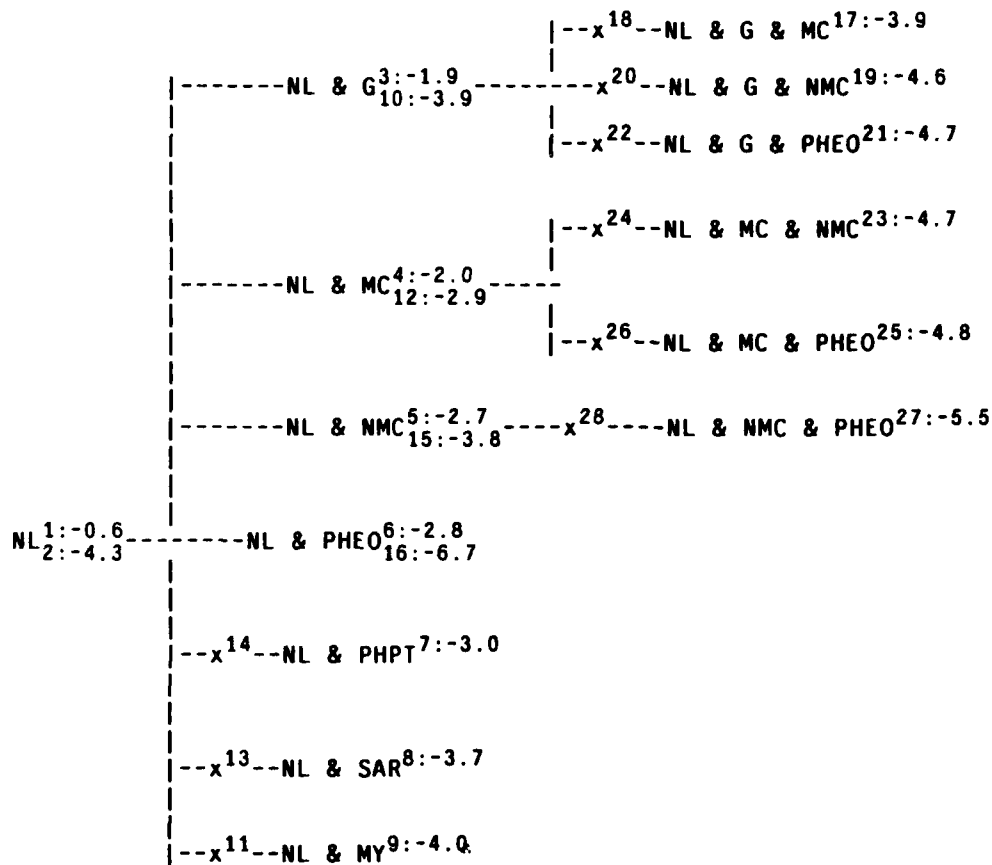 x18--NL & G & MC17:-3.9
NL & G3:-1.9 10:-3.9 x20--NL & G & NMC19:-4.6
x22--NL & G & PHEO21:-4.7
x24--NL & MC & NMC23:-4.7
NL & MC4:-2.0 12:-2.9
x26--NL & MC & PHEO25:-4.8
NL & NMC5:-2.7 15:-3.8----x28----NL & NMC & PHEO27:-5.5
NL1:-0.6 2:-4.3 NL & PHEO6:-2.8 16:-6.7
x14--NL & PHPT7:-3.0
x13--NL & SAR8:-3.7
x11--NL & MY9:-4.0